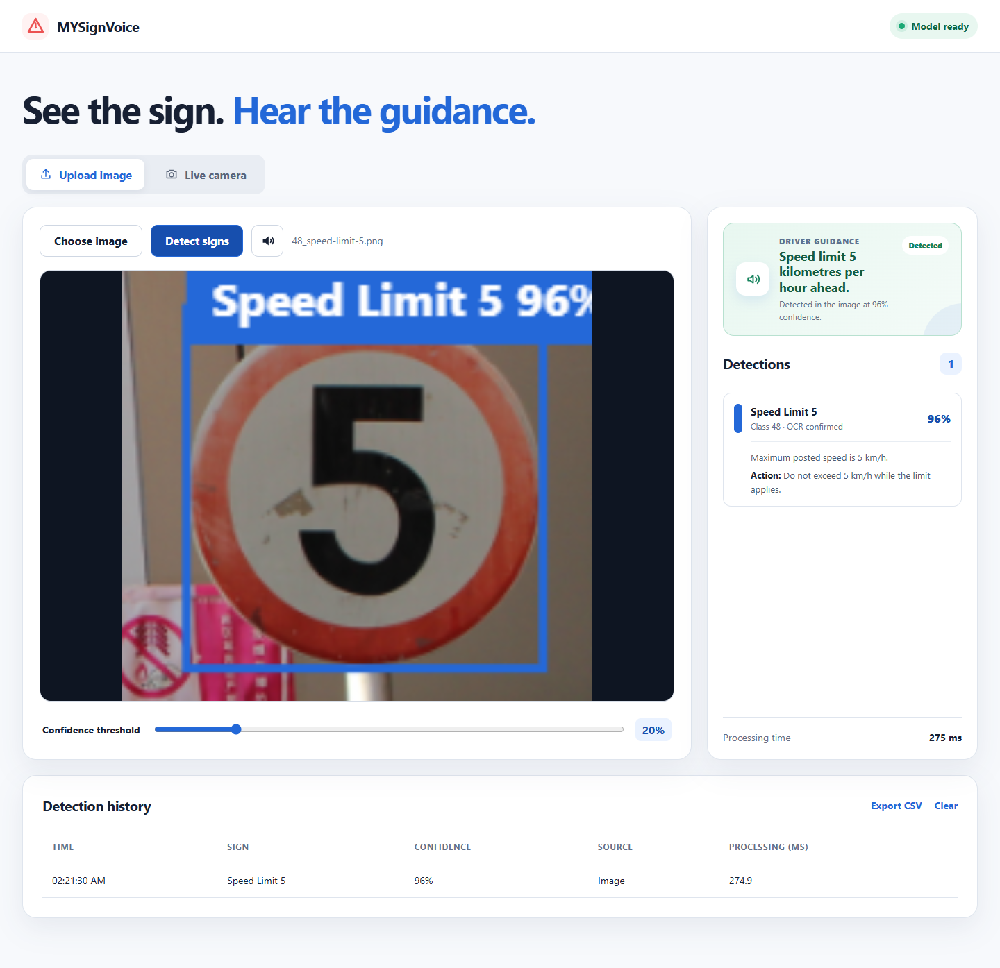 MYSignVoice
Model ready
See the sign. Hear the guidance.
Upload image
Live camera
Choose image
Detect signs
48_speed-limit-5.png
Speed Limit 5 96%
5
Confidence threshold
20%
DRIVER GUIDANCE
Detected
Speed limit 5
kilometres per
hour ahead.
Detected in the image at 96%
confidence.
Detections
1
Speed Limit 5
Class 48 · OCR confirmed
96%
Maximum posted speed is 5 km/h.
Action: Do not exceed 5 km/h while the limit
applies.
Processing time
275 ms
Detection history
Export CSV
Clear
TIME SIGN CONFIDENCE SOURCE PROCESSING (MS)
02:21:30 AM Speed Limit 5 96% Image 274.9